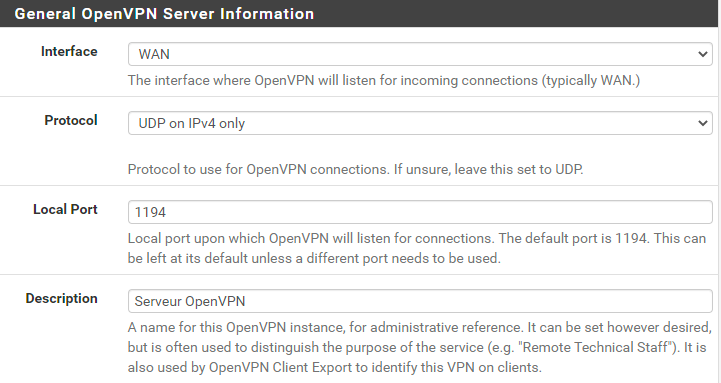 General OpenVPN Server Information
Interface
WAN
The interface where OpenVPN will listen for incoming connections (typically WAN.)
Protocol
UDP on IPv4 only
Protocol to use for OpenVPN connections. If unsure, leave this set to UDP.
Local Port
1194
Local port upon which OpenVPN will listen for connections. The default port is 1194. This can
be left at its default unless a different port needs to be used.
Description
Serveur OpenVPN
A name for this OpenVPN instance, for administrative reference. It can be set however desired,
but is often used to distinguish the purpose of the service (e.g. "Remote Technical Staff"). It is
also used by OpenVPN Client Export to identify this VPN on clients.